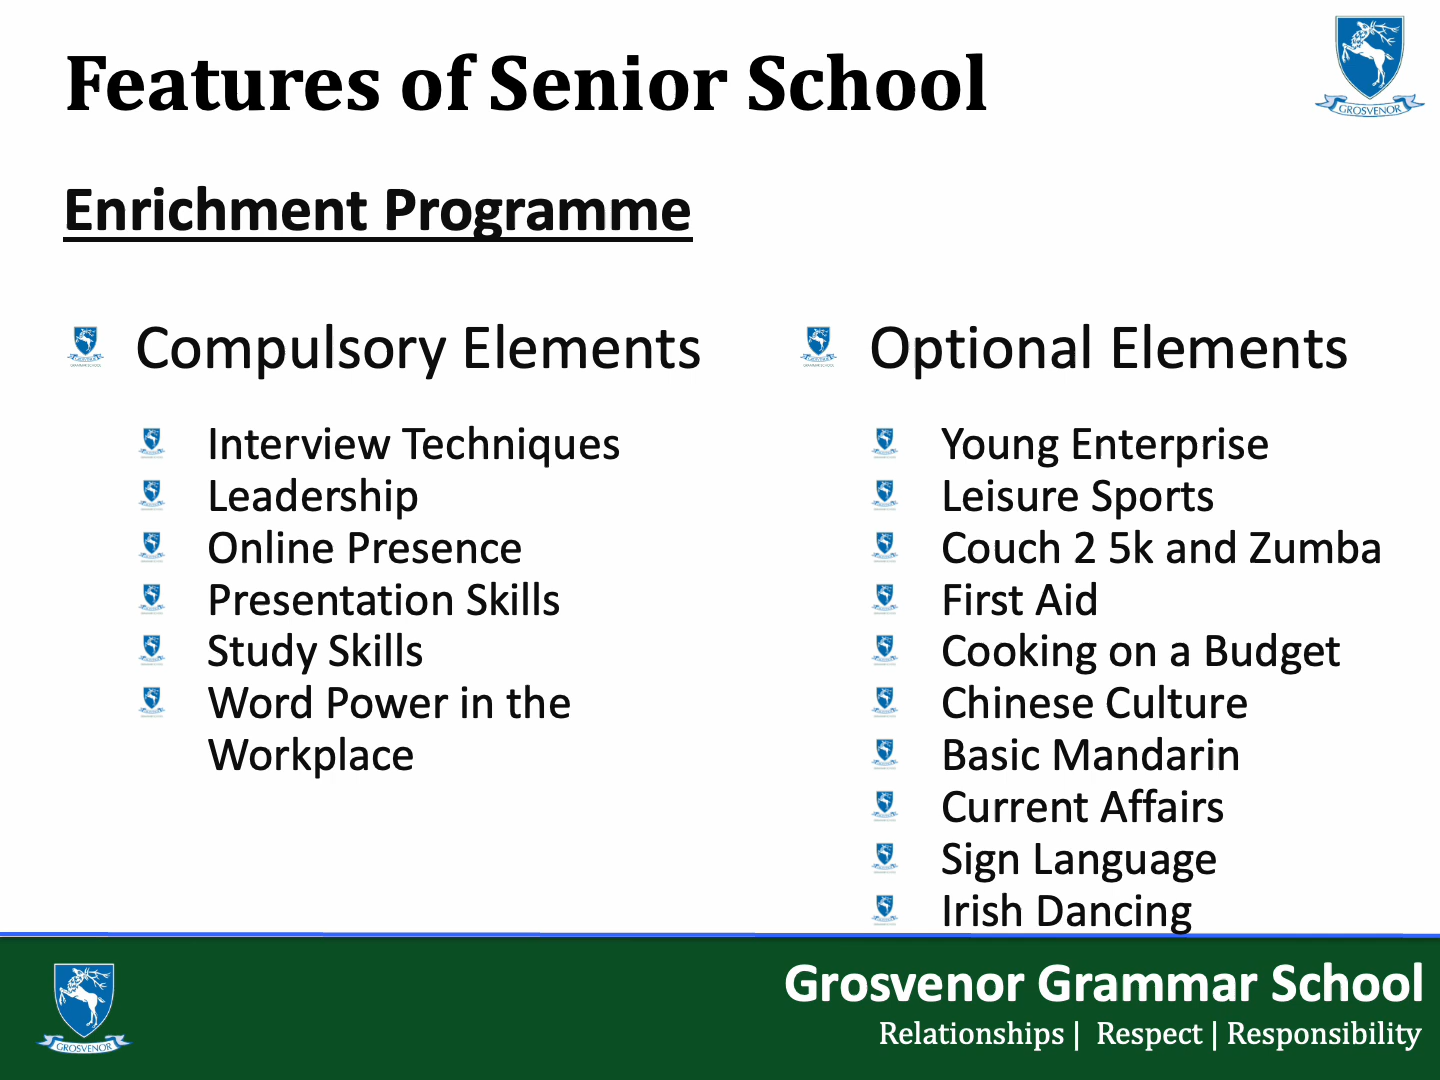 Features of Senior School
GROSVENOR
Enrichment Programme
Compulsory Elements
Interview Techniques
Leadership
Online Presence
Presentation Skills
Study Skills
Word Power in the
Workplace
Optional Elements
Young Enterprise
Leisure Sports
Couch 2 5k and Zumba
First Aid
Cooking on a Budget
Chinese Culture
Basic Mandarin
Current Affairs
Sign Language
Irish Dancing
GROSVENOR
Grosvenor Grammar School
Relationships | Respect | Responsibility